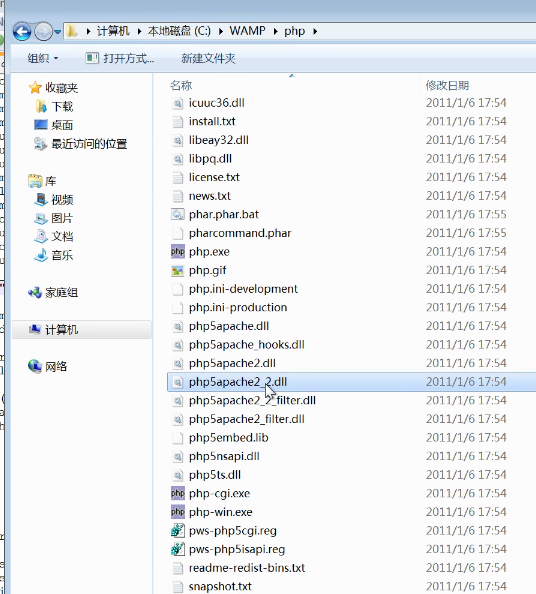 计算机 本地磁盘 (C:) WAMP php
组织 打开方式... 新建文件夹
名称 修改日期
收藏夹
下载
桌面
最近访问的位置
库
视频
图片
文档
音乐
家庭组
计算机
网络
icuuc36.dll 2011/1/6 17:54
install.txt 2011/1/6 17:54
libeay32.dll 2011/1/6 17:54
libpq.dll 2011/1/6 17:54
license.txt 2011/1/6 17:54
news.txt 2011/1/6 17:54
phar.phar.bat 2011/1/6 17:55
pharcommand.phar 2011/1/6 17:55
php php.exe 2011/1/6 17:54
php.gif 2011/1/6 17:54
php.ini-development 2011/1/6 17:54
php.ini-production 2011/1/6 17:54
php5apache.dll 2011/1/6 17:54
php5apache_hooks.dll 2011/1/6 17:54
php5apache2.dll 2011/1/6 17:54
php5apache2_2.dll 2011/1/6 17:54
php5apache2_2_filter.dll 2011/1/6 17:54
php5apache2_filter.dll 2011/1/6 17:54
php5embed.lib 2011/1/6 17:54
php5nsapi.dll 2011/1/6 17:54
php5ts.dll 2011/1/6 17:54
php php-cgi.exe 2011/1/6 17:54
php php-win.exe 2011/1/6 17:54
pws-php5cgi.reg 2011/1/6 17:54
pws-php5isapi.reg 2011/1/6 17:54
readme-redist-bins.txt 2011/1/6 17:54
snapshot.txt 2011/1/6 17:54